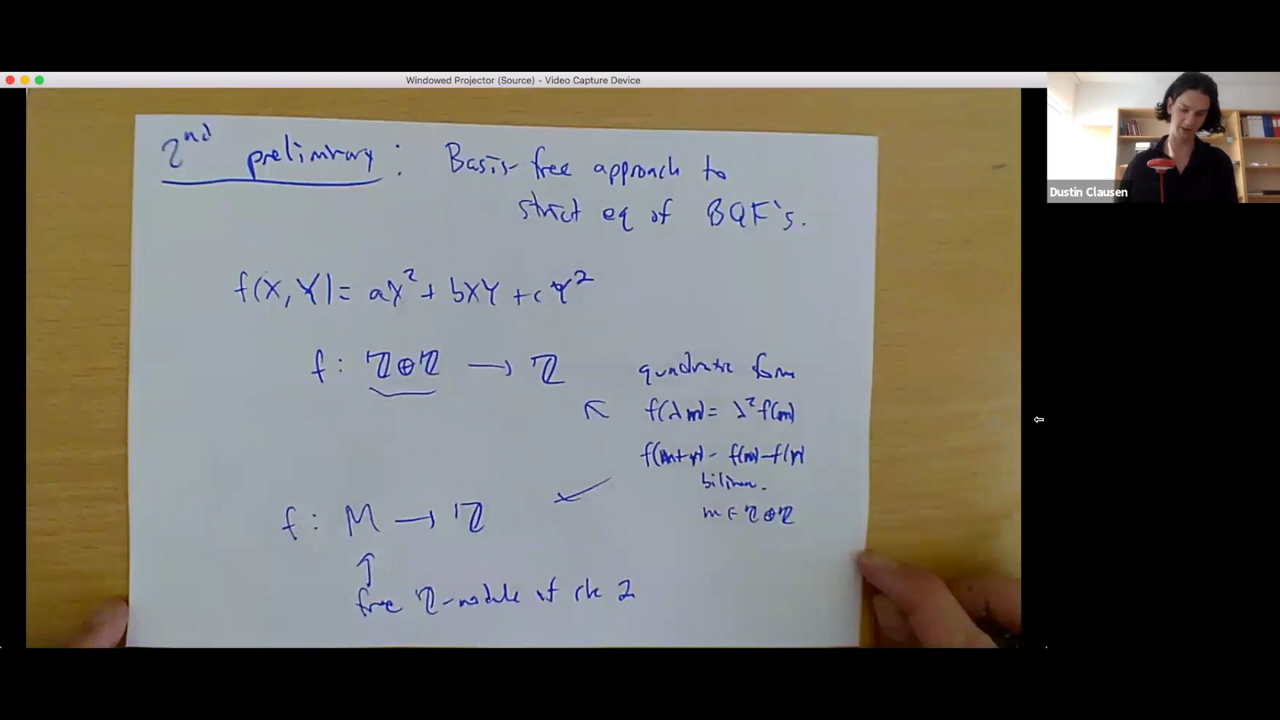 Windowed Projector (Source) - Video Capture Device
Dustin Clausen
2nd preliminary: Basis-free approach to
strict eq of BQF's.
f(X,Y) = aX² + bXY + cY²
f: ℤ⊕ℤ → ℤ
quadratic form
f(λm) = λ²f(m)
f(m+n) - f(m) - f(n)
bilinear.
m ∈ ℤ⊕ℤ
f: M → ℤ
↑
free ℤ-module of rk 2